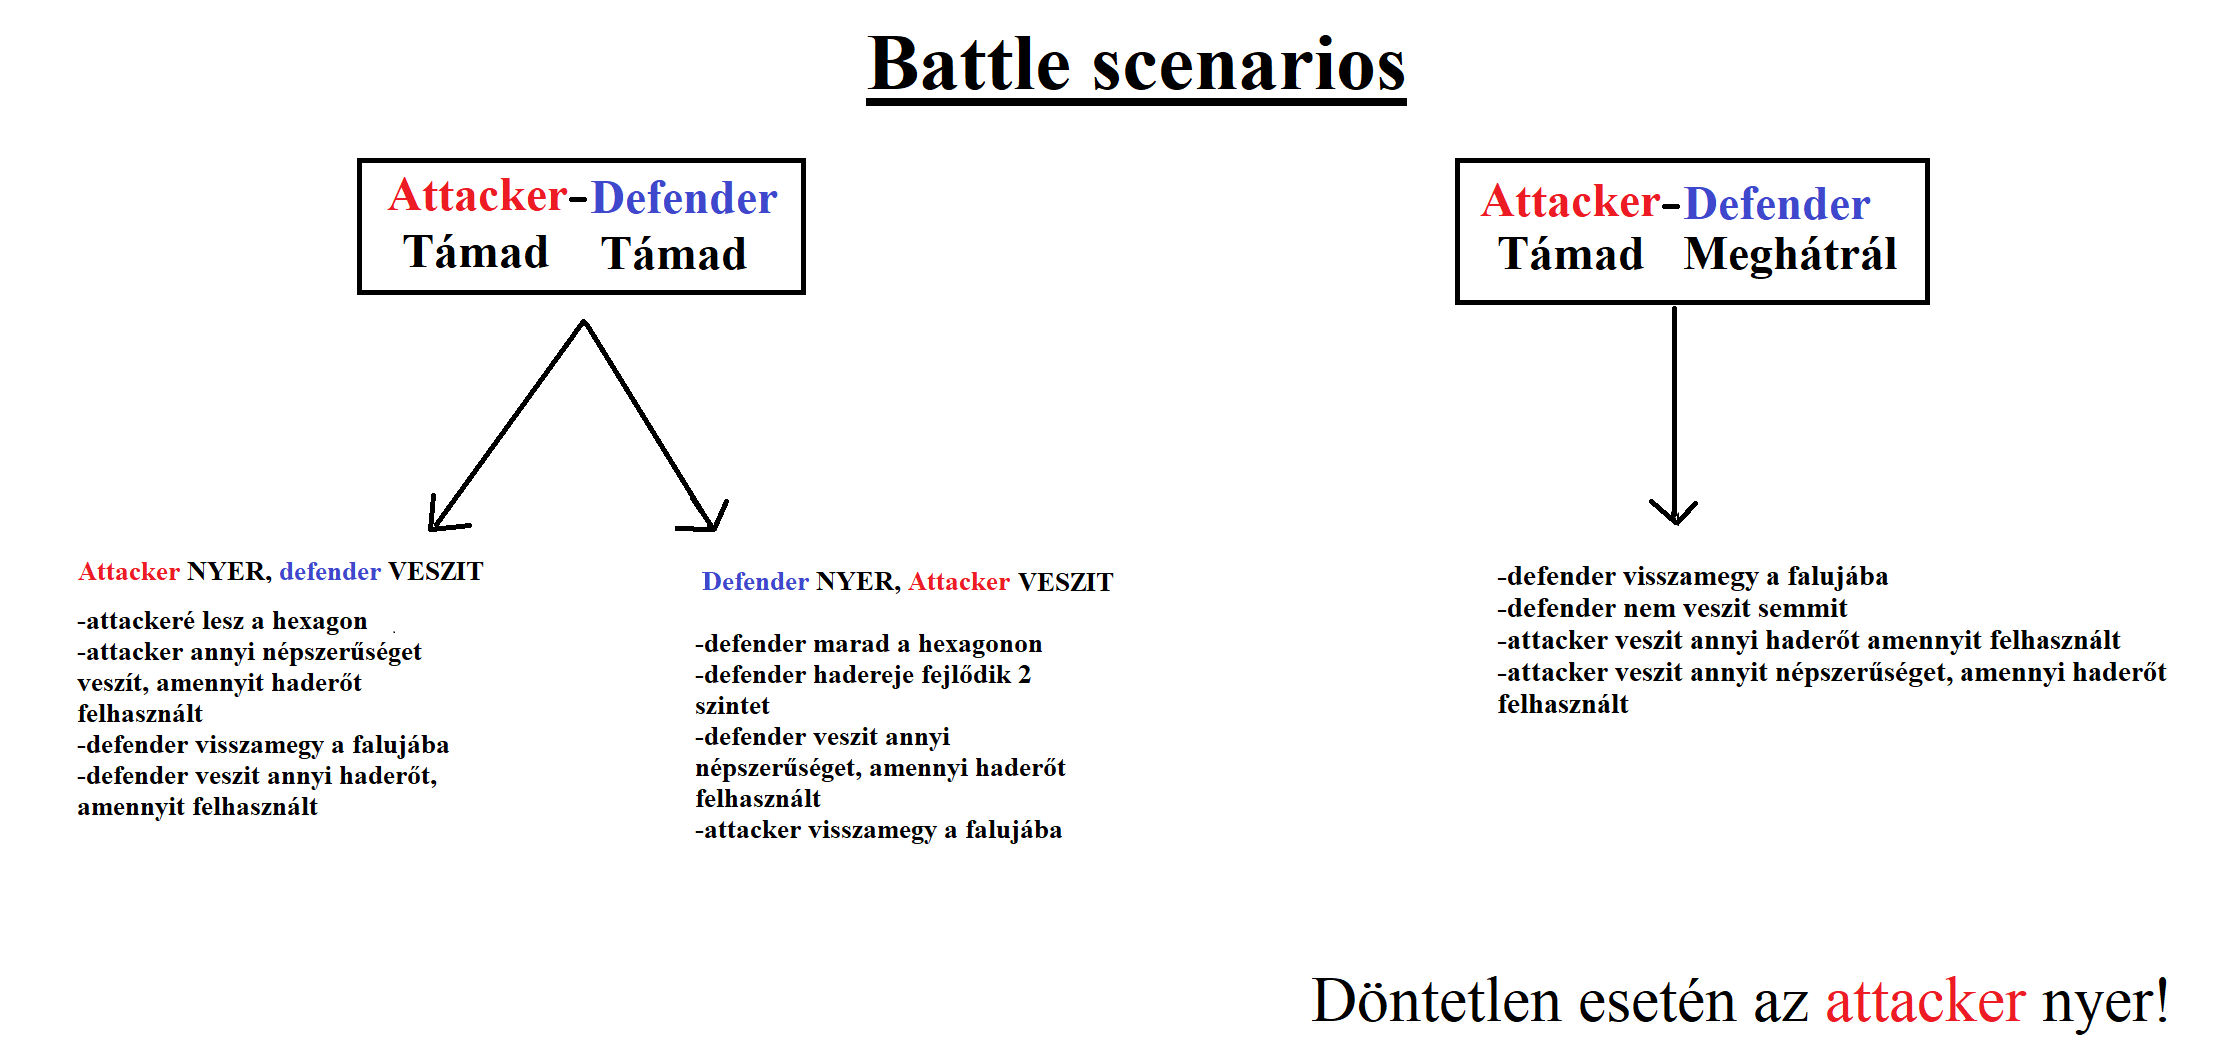 Battle scenarios
Attacker-Defender
Támad Támad
Attacker-Defender
Támad Meghátrál
Attacker NYER, defender VESZIT
-attackeré lesz a hexagon
-attacker annyi népszerűséget
veszít, amennyit haderőt
felhasznált
-defender visszamegy a falujába
-defender veszit annyi haderőt,
amennyit felhasznált
Defender NYER, Attacker VESZIT
-defender marad a hexagonon
-defender hadereje fejlődik 2
szintet
-defender veszit annyi
népszerűséget, amennyi haderőt
felhasznált
-attacker visszamegy a falujába
-defender visszamegy a falujába
-defender nem veszit semmit
-attacker veszit annyi haderőt amennyit felhasznált
-attacker veszit annyit népszerűséget, amennyi haderőt
felhasznált
Döntetlen esetén az attacker nyer!